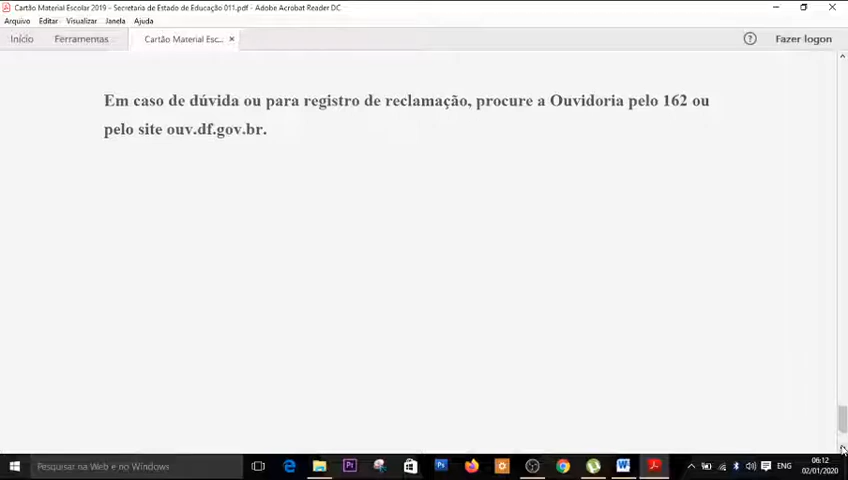 Cartão Material Escolar 2019 - Secretaria de Estado de Educação 011.pdf - Adobe Acrobat Reader DC
Arquivo Editar Visualizar Janela Ajuda
Início Ferramentas Cartão Material Esc... × ? Fazer logon
Em caso de dúvida ou para registro de reclamação, procure a Ouvidoria pelo 162 ou
pelo site ouv.df.gov.br.
Pesquisar na Web e no Windows
ENG
06:12
02/01/2020